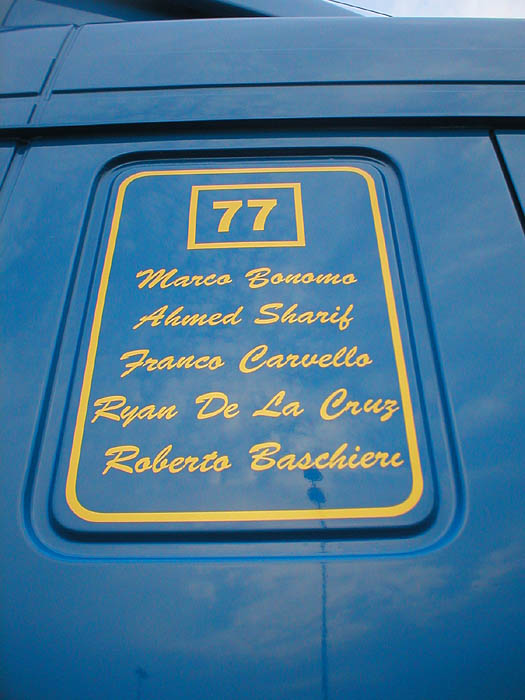 77
Marco Bonomo
Ahmed Sharif
Franco Carvello
Ryan De La Cruz
Roberto Baschieri